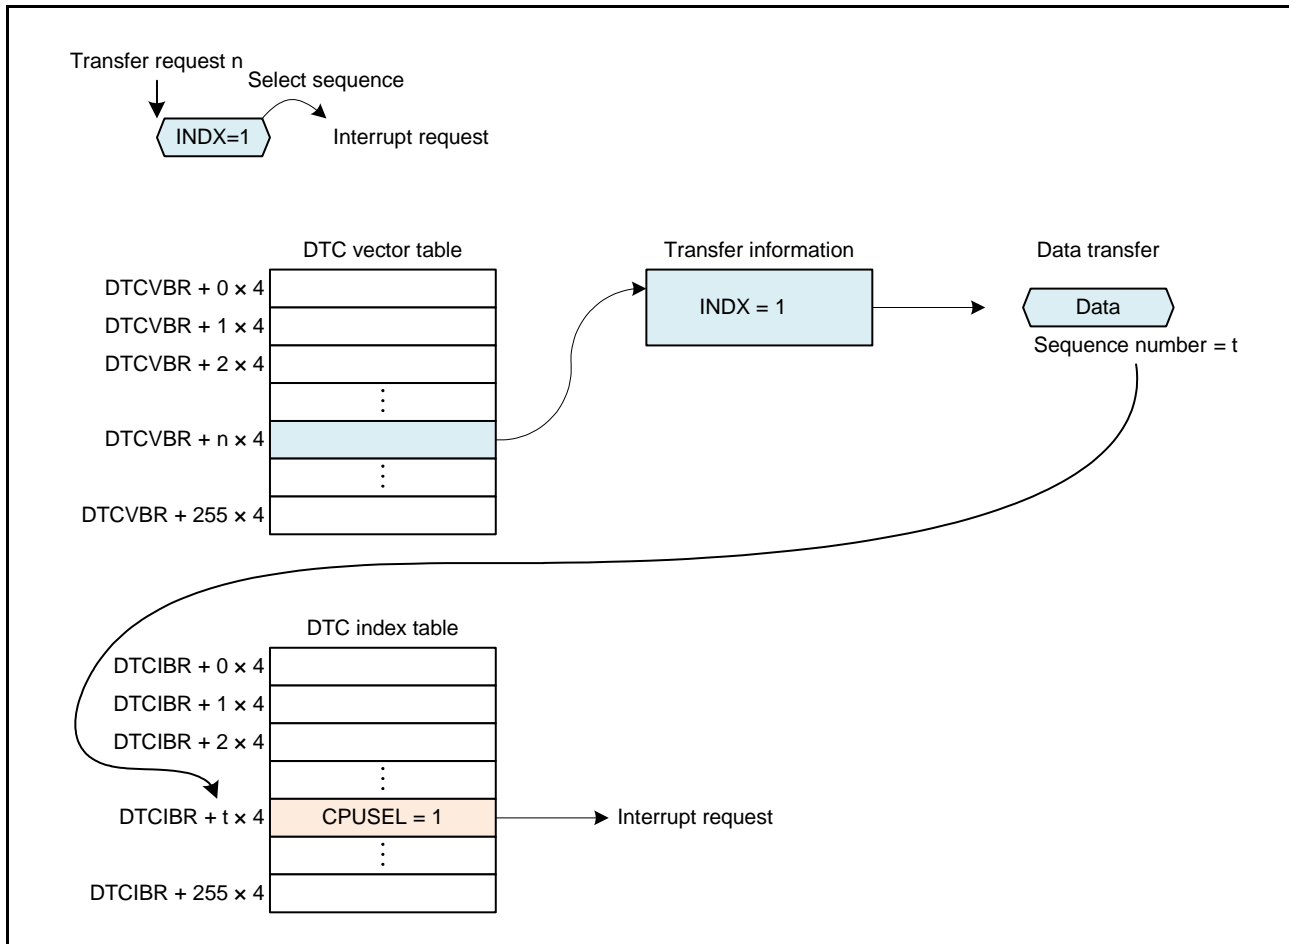 Transfer request n
Select sequence
INDX=1
Interrupt request
DTC vector table
Transfer information
Data transfer
DTCVBR + 0 × 4
DTCVBR + 1 × 4
DTCVBR + 2 × 4
⋮
DTCVBR + n × 4
⋮
DTCVBR + 255 × 4
INDX = 1
Data
Sequence number = t
DTC index table
DTCIBR + 0 × 4
DTCIBR + 1 × 4
DTCIBR + 2 × 4
⋮
DTCIBR + t × 4
CPUSEL = 1
Interrupt request
⋮
DTCIBR + 255 × 4